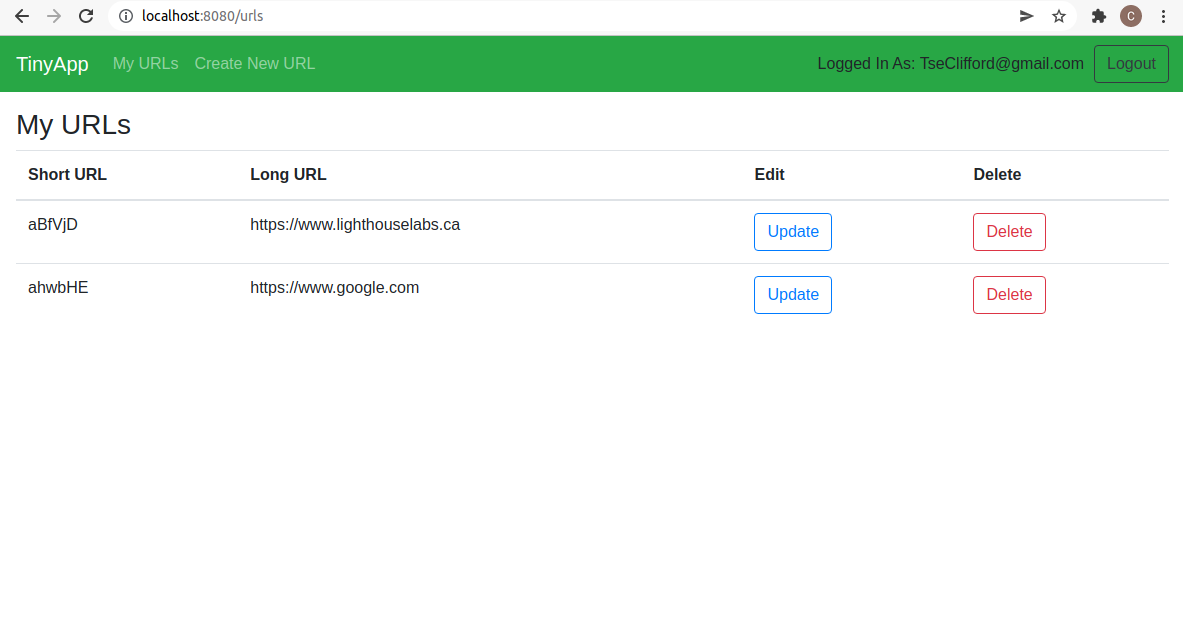 localhost:8080/urls
C
TinyApp My URLs Create New URL Logged In As: TseClifford@gmail.com Logout
My URLs
Short URL Long URL Edit Delete
aBfVjD https://www.lighthouselabs.ca Update Delete
ahwbHE https://www.google.com Update Delete